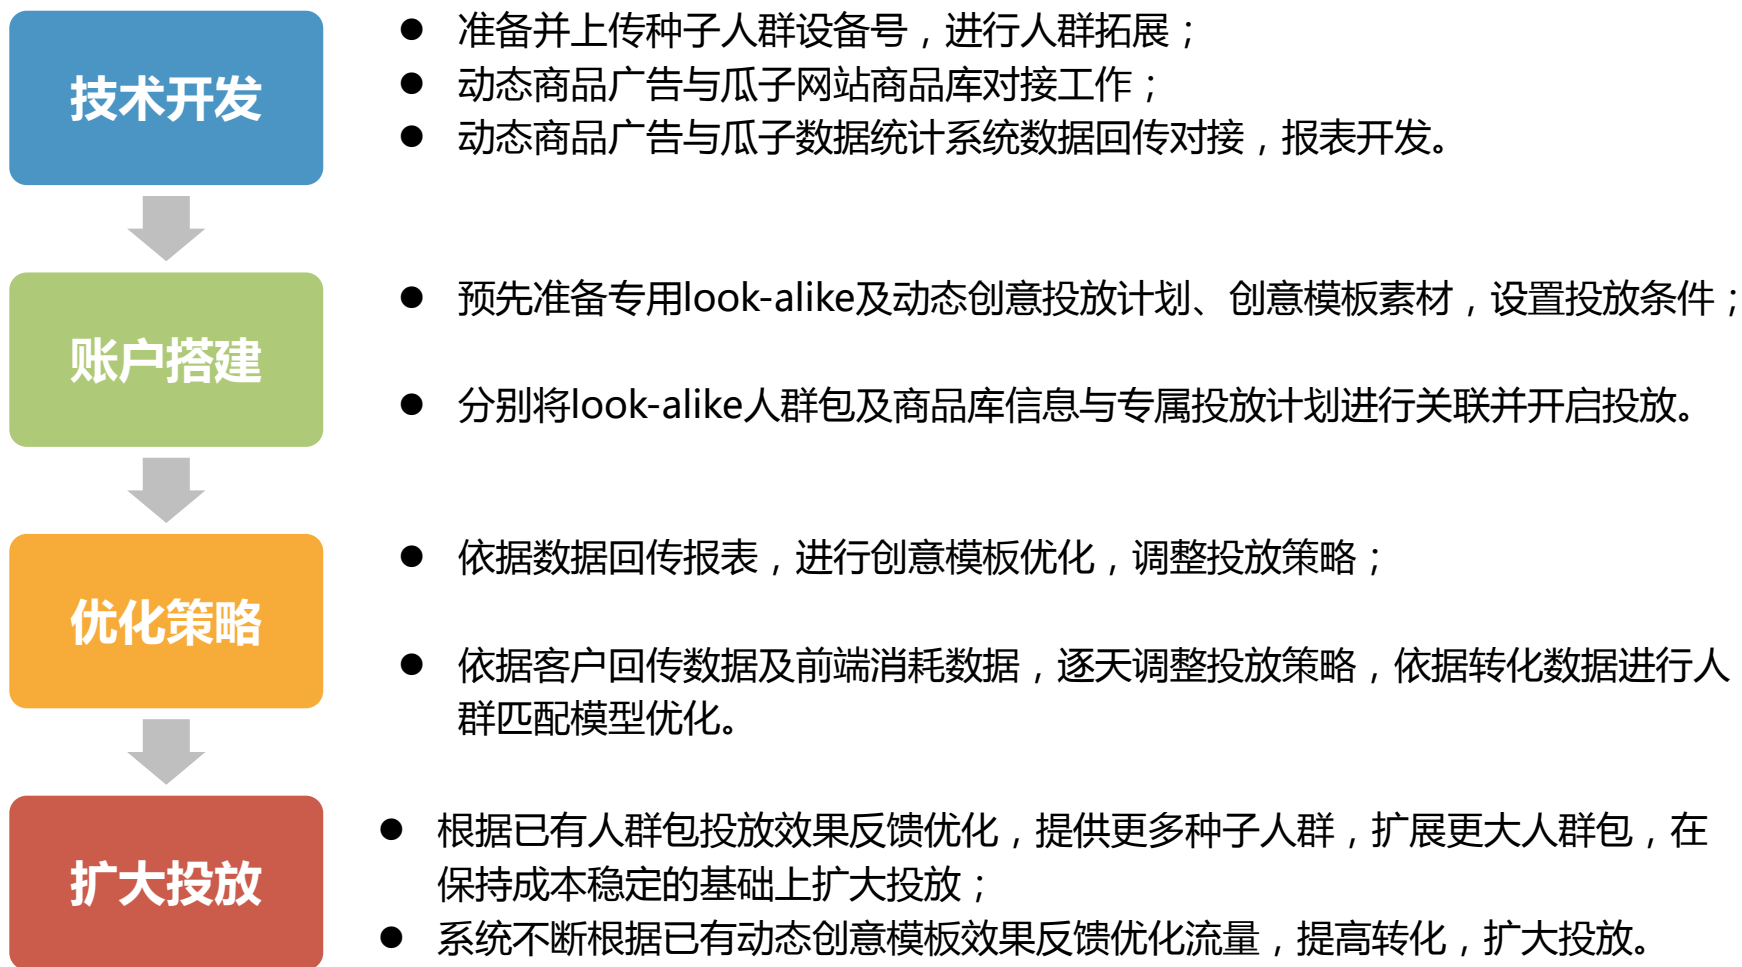 技术开发
● 准备并上传种子人群设备号，进行人群拓展；
● 动态商品广告与瓜子网站商品库对接工作；
● 动态商品广告与瓜子数据统计系统数据回传对接，报表开发。
账户搭建
● 预先准备专用look-alike及动态创意投放计划、创意模板素材，设置投放条件；
● 分别将look-alike人群包及商品库信息与专属投放计划进行关联并开启投放。
优化策略
● 依据数据回传报表，进行创意模板优化，调整投放策略；
● 依据客户回传数据及前端消耗数据，逐天调整投放策略，依据转化数据进行人
群匹配模型优化。
扩大投放
● 根据已有人群包投放效果反馈优化，提供更多种子人群，扩展更大人群包，在
保持成本稳定的基础上扩大投放；
● 系统不断根据已有动态创意模板效果反馈优化流量，提高转化，扩大投放。